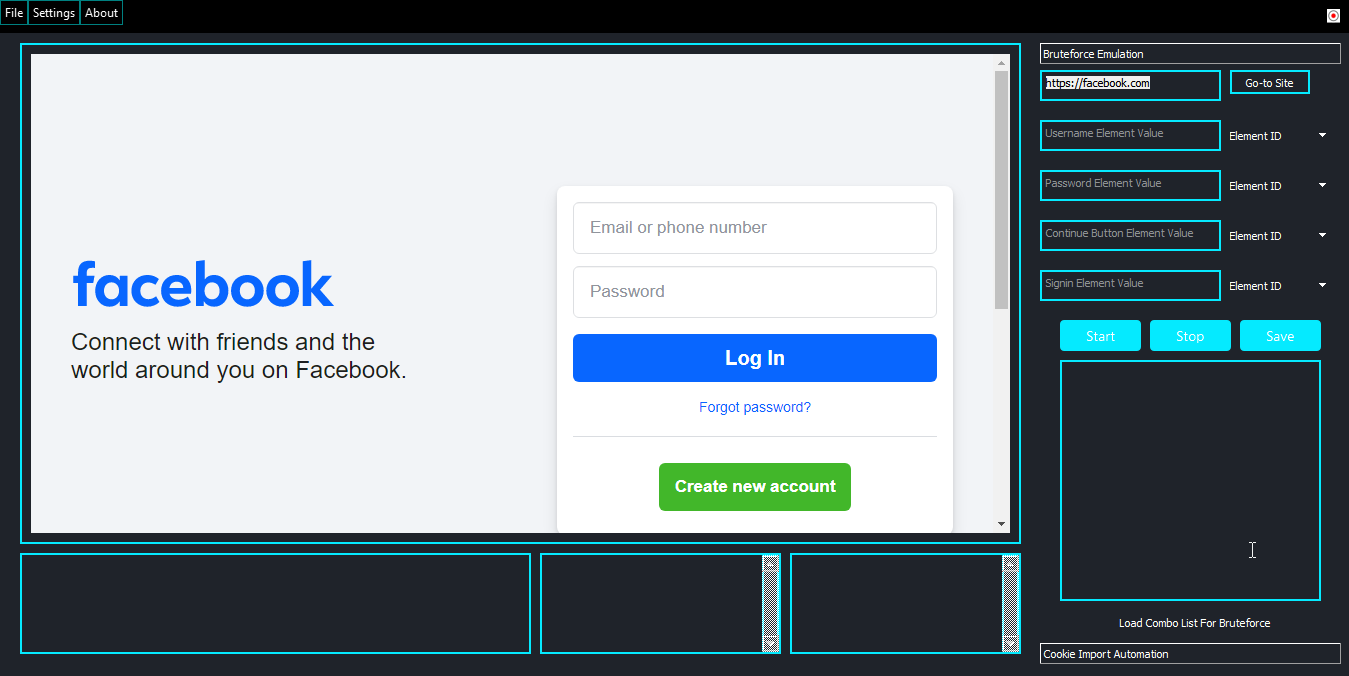 File Settings About
Bruteforce Emulation
https://facebook.com
Go-to Site
Username Element Value
Element ID
Password Element Value
Element ID
Continue Button Element Value
Element ID
Signin Element Value
Element ID
Start Stop Save
Load Combo List For Bruteforce
Cookie Import Automation
facebook
Connect with friends and the
world around you on Facebook.
Email or phone number
Password
Log In
Forgot password?
Create new account